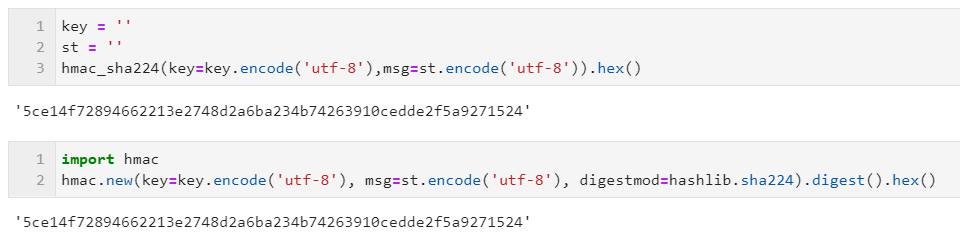 1 key = ''
2 st = ''
3 hmac_sha224(key=key.encode('utf-8'),msg=st.encode('utf-8')).hex()
'5ce14f72894662213e2748d2a6ba234b74263910cedde2f5a9271524'
1 import hmac
2 hmac.new(key=key.encode('utf-8'), msg=st.encode('utf-8'), digestmod=hashlib.sha224).digest().hex()
'5ce14f72894662213e2748d2a6ba234b74263910cedde2f5a9271524'